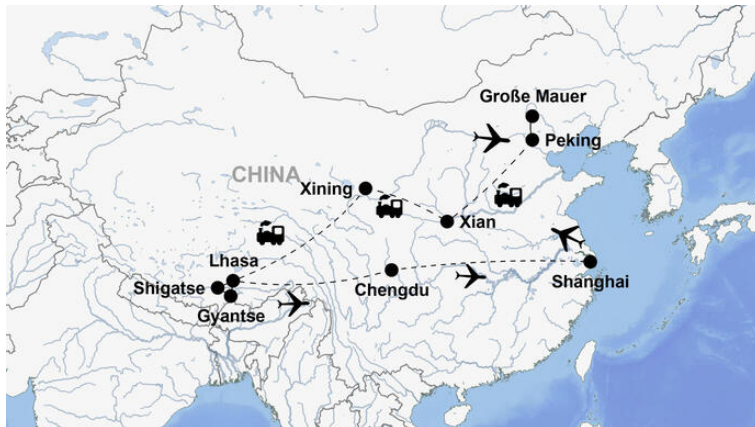 Große Mauer
Peking
CHINA
Xining
Xian
Lhasa
Shigatse
Gyantse
Chengdu
Shanghai